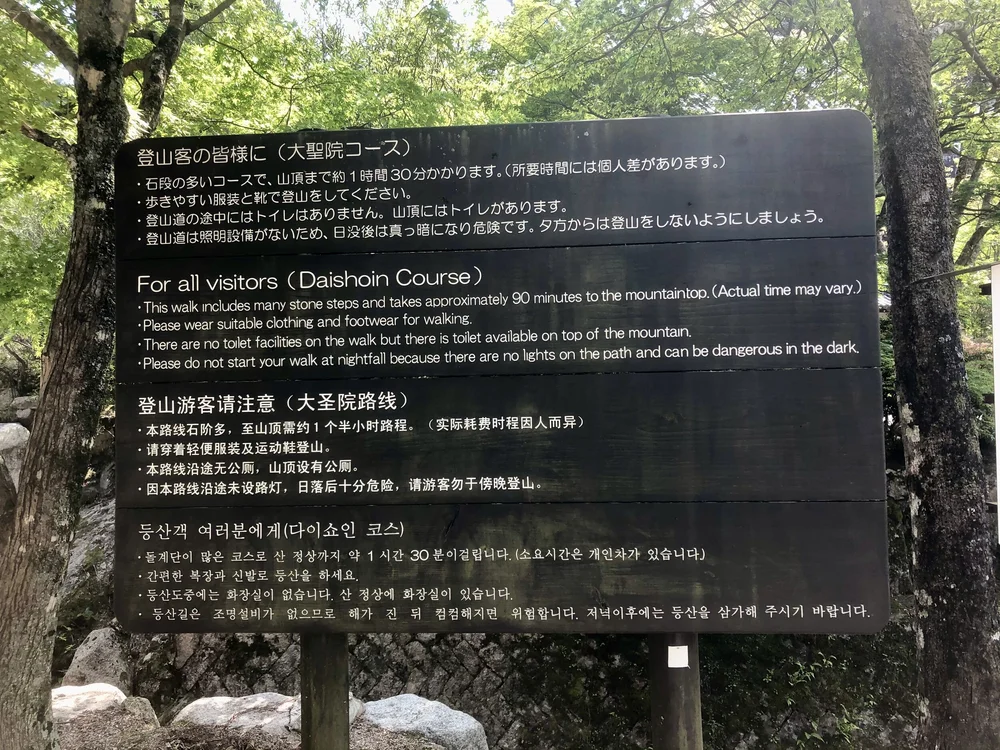 登山客の皆様に（大聖院コース）
・石段の多いコースで、山頂まで約1時間30分かかります。（所要時間には個人差があります。）
・歩きやすい服装と靴で登山をしてください。
・登山道の途中にはトイレはありません。山頂にはトイレがあります。
・登山道は照明設備がないため、日没後は真っ暗になり危険です。夕方からは登山をしないようにしましょう。
For all visitors (Daishoin Course)
・This walk includes many stone steps and takes approximately 90 minutes to the mountaintop. (Actual time may vary.)
・Please wear suitable clothing and footwear for walking.
・There are no toilet facilities on the walk but there is toilet available on top of the mountain.
・Please do not start your walk at nightfall because there are no lights on the path and can be dangerous in the dark.
登山游客请注意（大圣院路线）
・本路线石阶多，至山顶需约1个半小时路程。（实际耗费时程因人而异）
・请穿着轻便服装及运动鞋登山。
・本路线沿途无公厕，山顶设有公厕。
・因本路线沿途未设路灯，日落后十分危险，请游客勿于傍晚登山。
등산객 여러분에게(다이쇼인 코스)
・돌계단이 많은 코스로 산 정상까지 약 1시간 30분이걸립니다. (소요시간은 개인차가 있습니다.)
・간편한 복장과 신발로 등산을 하세요.
・등산도중에는 화장실이 없습니다. 산 정상에 화장실이 있습니다.
・등산길은 조명설비가 없으므로 해가 진 뒤 컴컴해지면 위험합니다. 저녁이후에는 등산을 삼가해 주시기 바랍니다.